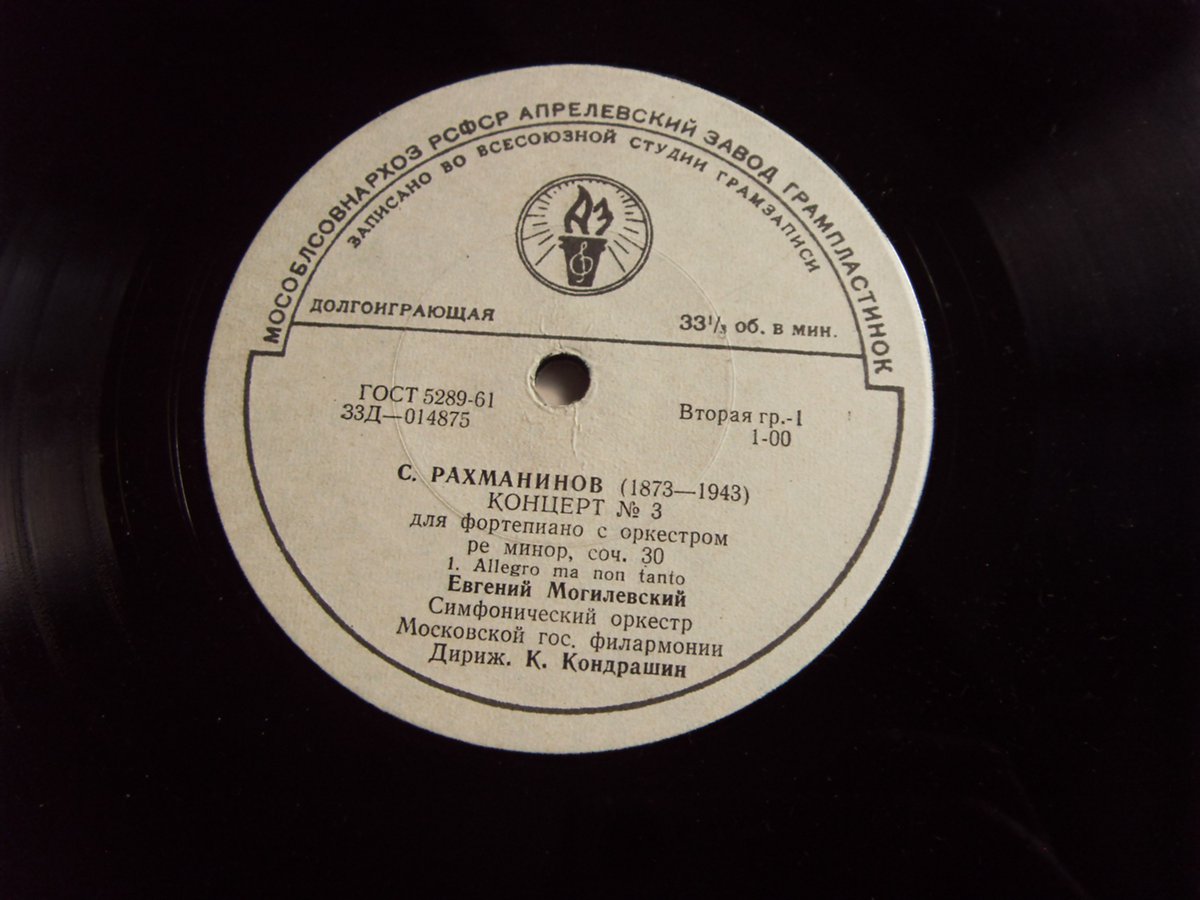 МОСОБЛСОВНАРХОЗ РСФСР АПРЕЛЕВСКИЙ ЗАВОД ГРАМПЛАСТИНОК
ЗАПИСАНО ВО ВСЕСОЮЗНОЙ СТУДИИ ГРАМЗАПИСИ
АЗ
ДОЛГОИГРАЮЩАЯ
33⅓ об. в мин.
ГОСТ 5289-61
33Д—014875
Вторая гр.-1
1-00
С. РАХМАНИНОВ (1873—1943)
КОНЦЕРТ № 3
для фортепиано с оркестром
ре минор, соч. 30
1. Allegro ma non tanto
Евгений Могилевский
Симфонический оркестр
Московской гос. филармонии
Дириж. К. Кондрашин